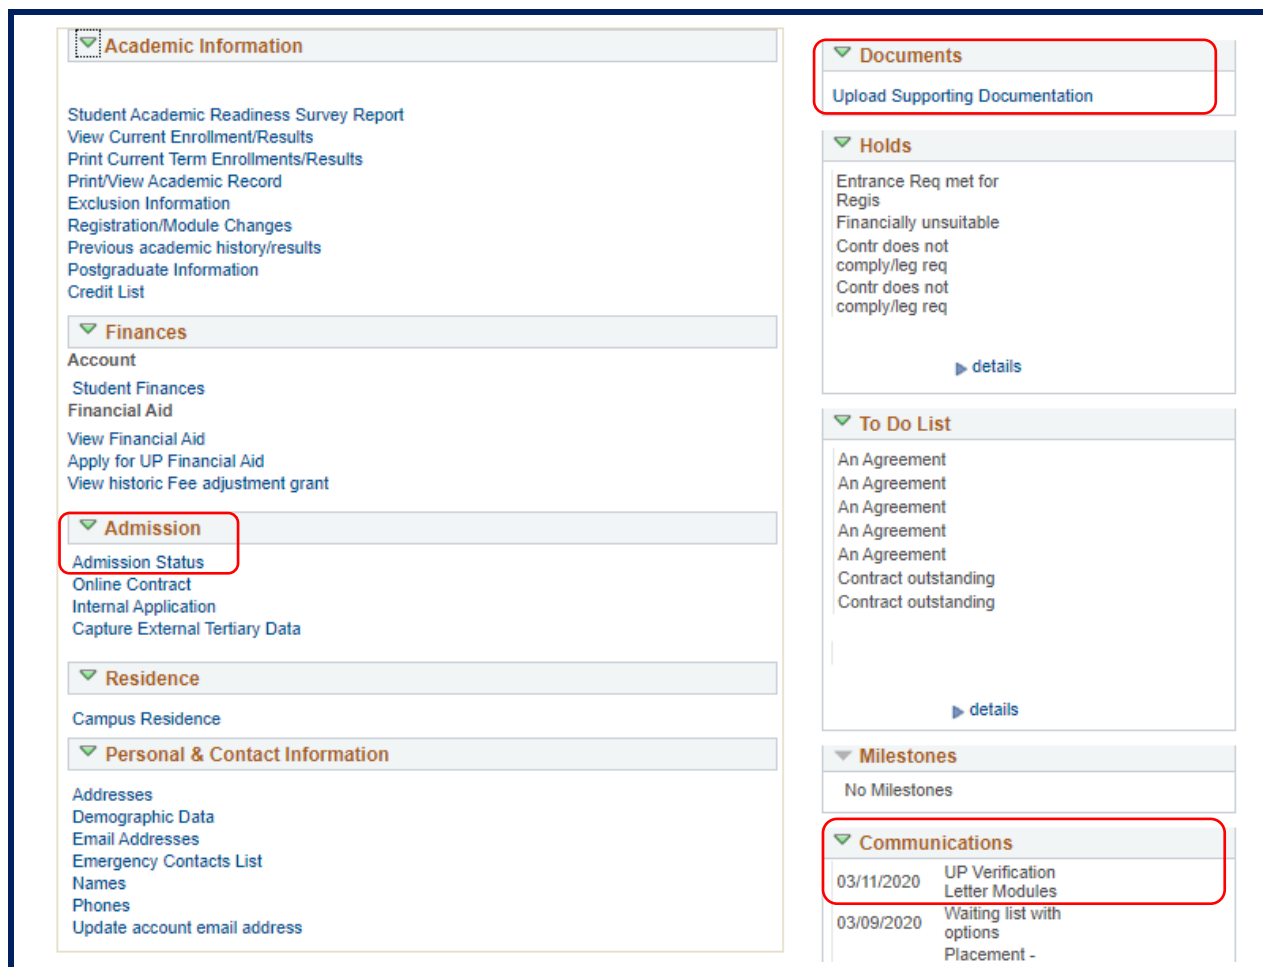 Academic Information
Student Academic Readiness Survey Report
View Current Enrollment/Results
Print Current Term Enrollments/Results
Print/View Academic Record
Exclusion Information
Registration/Module Changes
Previous academic history/results
Postgraduate Information
Credit List
Finances
Account
Student Finances
Financial Aid
View Financial Aid
Apply for UP Financial Aid
View historic Fee adjustment grant
Admission
Admission Status
Online Contract
Internal Application
Capture External Tertiary Data
Residence
Campus Residence
Personal & Contact Information
Addresses
Demographic Data
Email Addresses
Emergency Contacts List
Names
Phones
Update account email address
Documents
Upload Supporting Documentation
Holds
Entrance Req met for
Regis
Financially unsuitable
Contr does not
comply/leg req
Contr does not
comply/leg req
details
To Do List
An Agreement
An Agreement
An Agreement
An Agreement
An Agreement
Contract outstanding
Contract outstanding
details
Milestones
No Milestones
Communications
03/11/2020 UP Verification
Letter Modules
03/09/2020 Waiting list with
options
Placement -